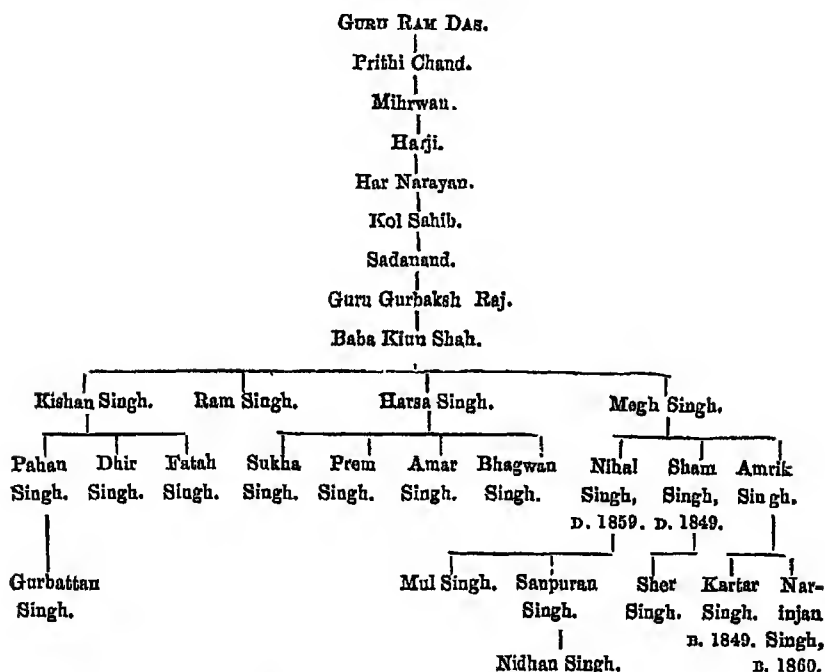 GURU RAM DAS.
Prithi Chand.
Mihrwan.
Harji.
Har Narayan.
Kol Sahib.
Sadanand.
Guru Gurbaksh Raj.
Baba Kiun Shah.
Kishan Singh. Ram Singh. Harsa Singh. Megh Singh.
Pahan Dhir Fatah Sukha Prem Amar Bhagwan Nihal Sham Amrik
Singh. Singh. Singh. Singh. Singh. Singh. Singh. Singh, Singh, Singh.
D. 1859. D. 1849.
Gurbattan Mul Singh. Sanpuran Sher Kartar Nar-
Singh. Singh. Singh. Singh. injan
B. 1849. Singh,
Nidhan Singh. B. 1860.